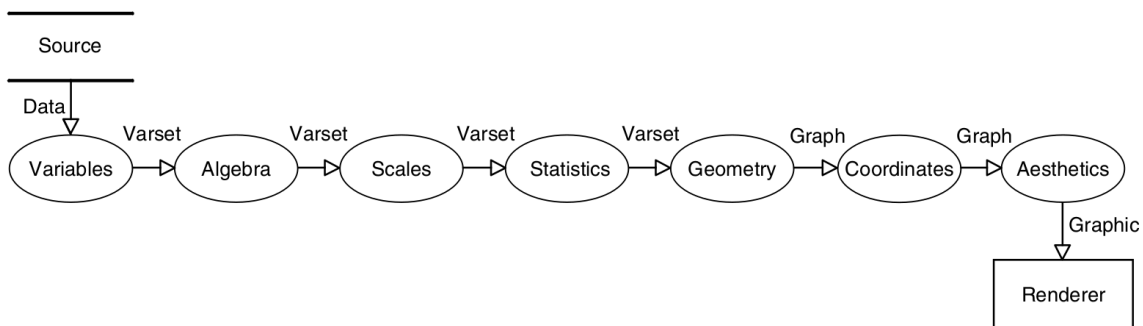 Source
Data
Varset
Varset
Varset
Varset
Graph
Graph
Variables
Algebra
Scales
Statistics
Geometry
Coordinates
Aesthetics
Graphic
Renderer